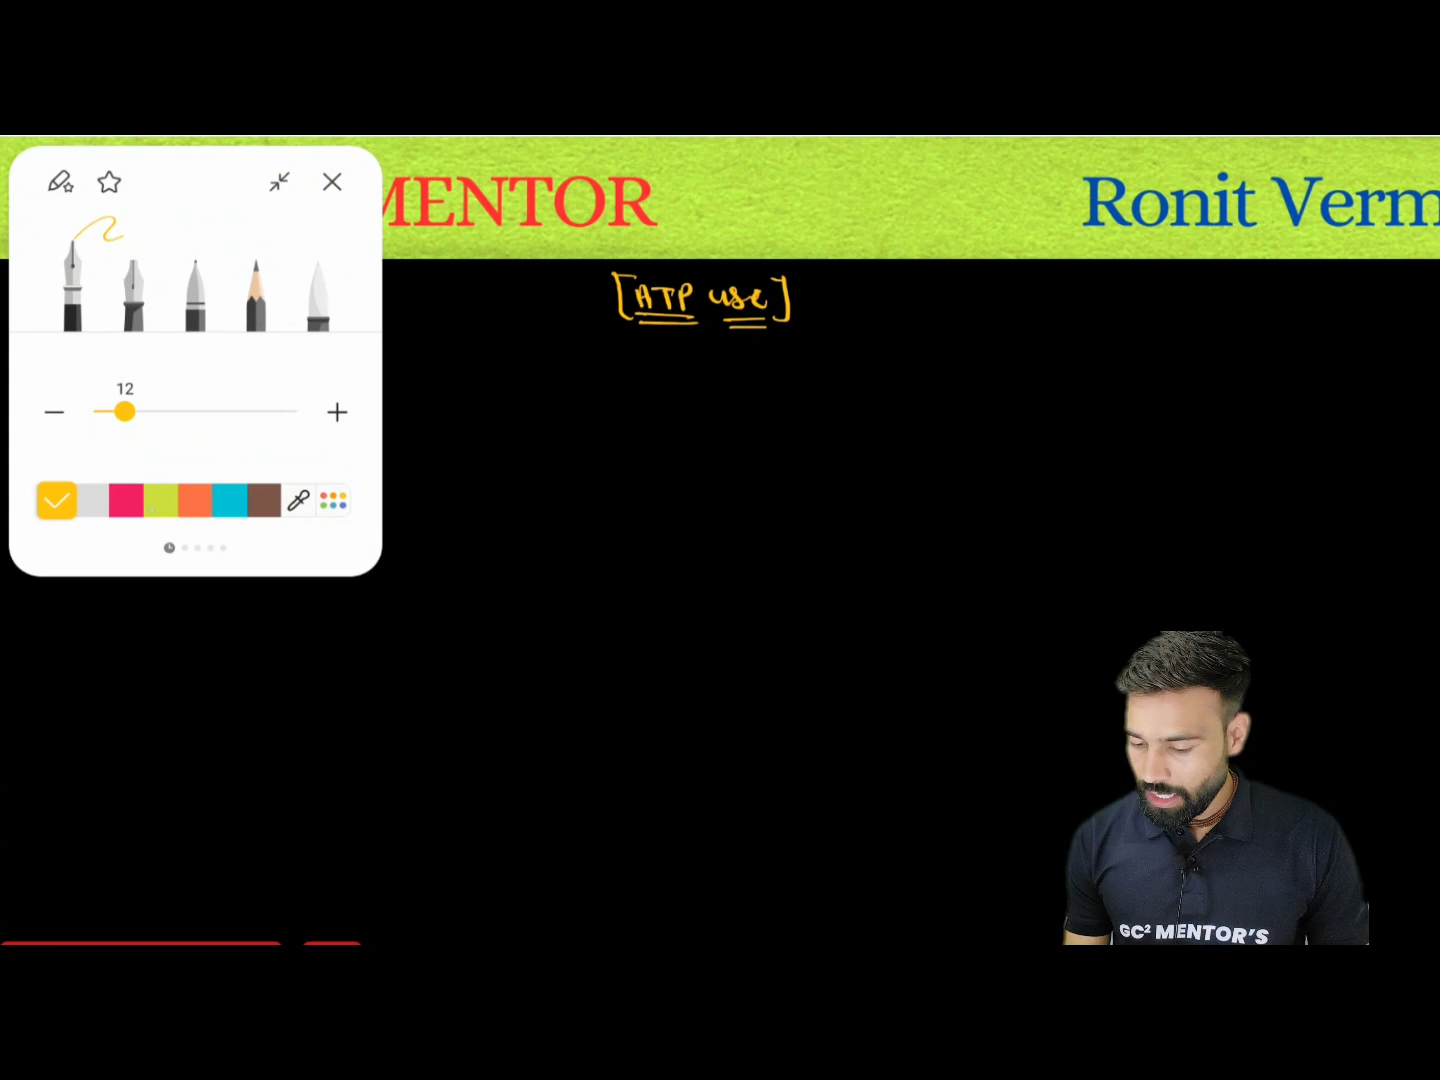 MENTOR
Ronit Verm
[ATP use]
12
GC² MENTOR'S